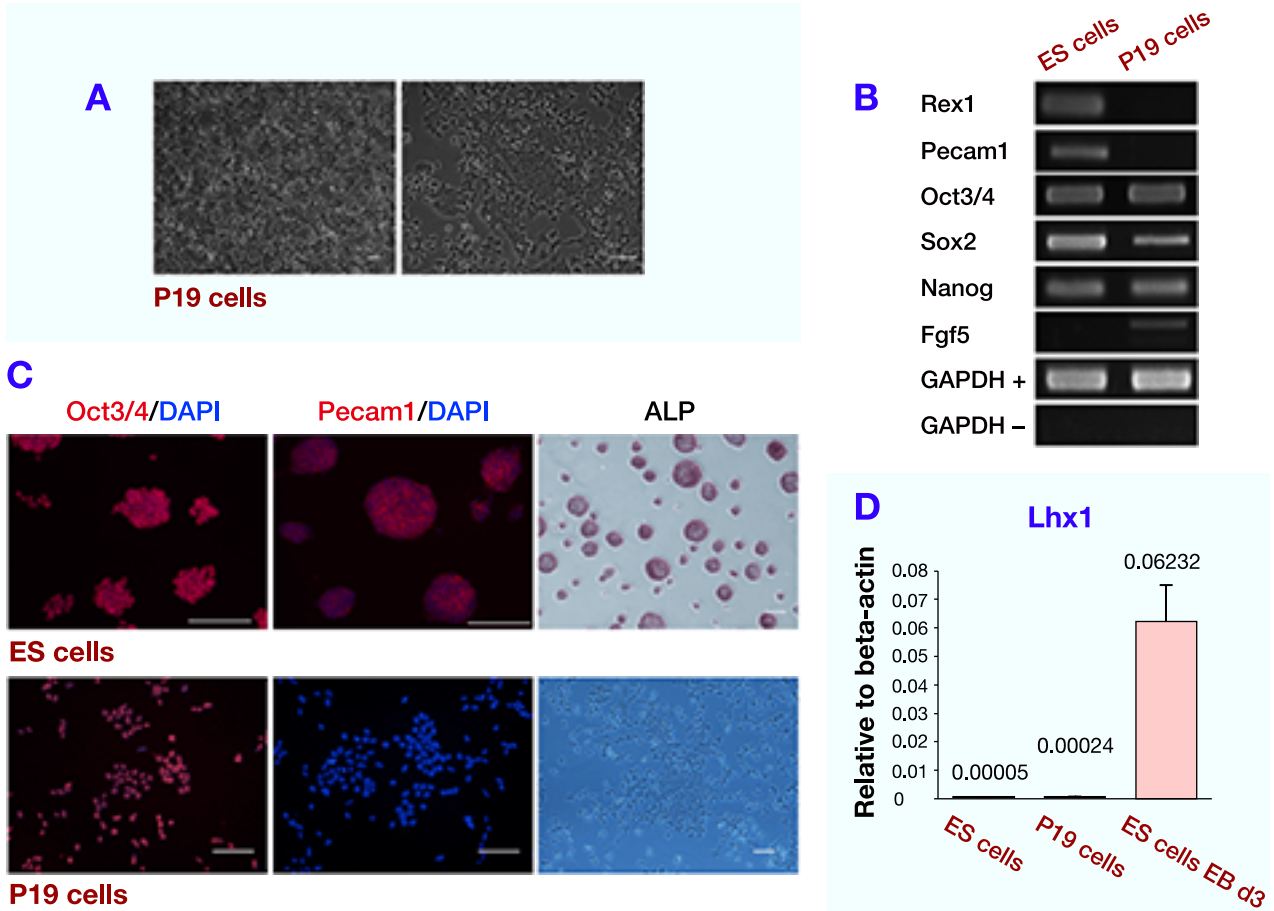 A
P19 cells
B
ES cells P19 cells
Rex1
Pecam1
Oct3/4
Sox2
Nanog
Fgf5
GAPDH +
GAPDH –
C
Oct3/4/DAPI Pecam1/DAPI ALP
ES cells
P19 cells
D
Lhx1
Relative to beta-actin
0.08
0.07
0.06
0.05
0.04
0.03
0.02
0.01
0
0.00005
0.00024
0.06232
ES cells
P19 cells
ES cells EB d3